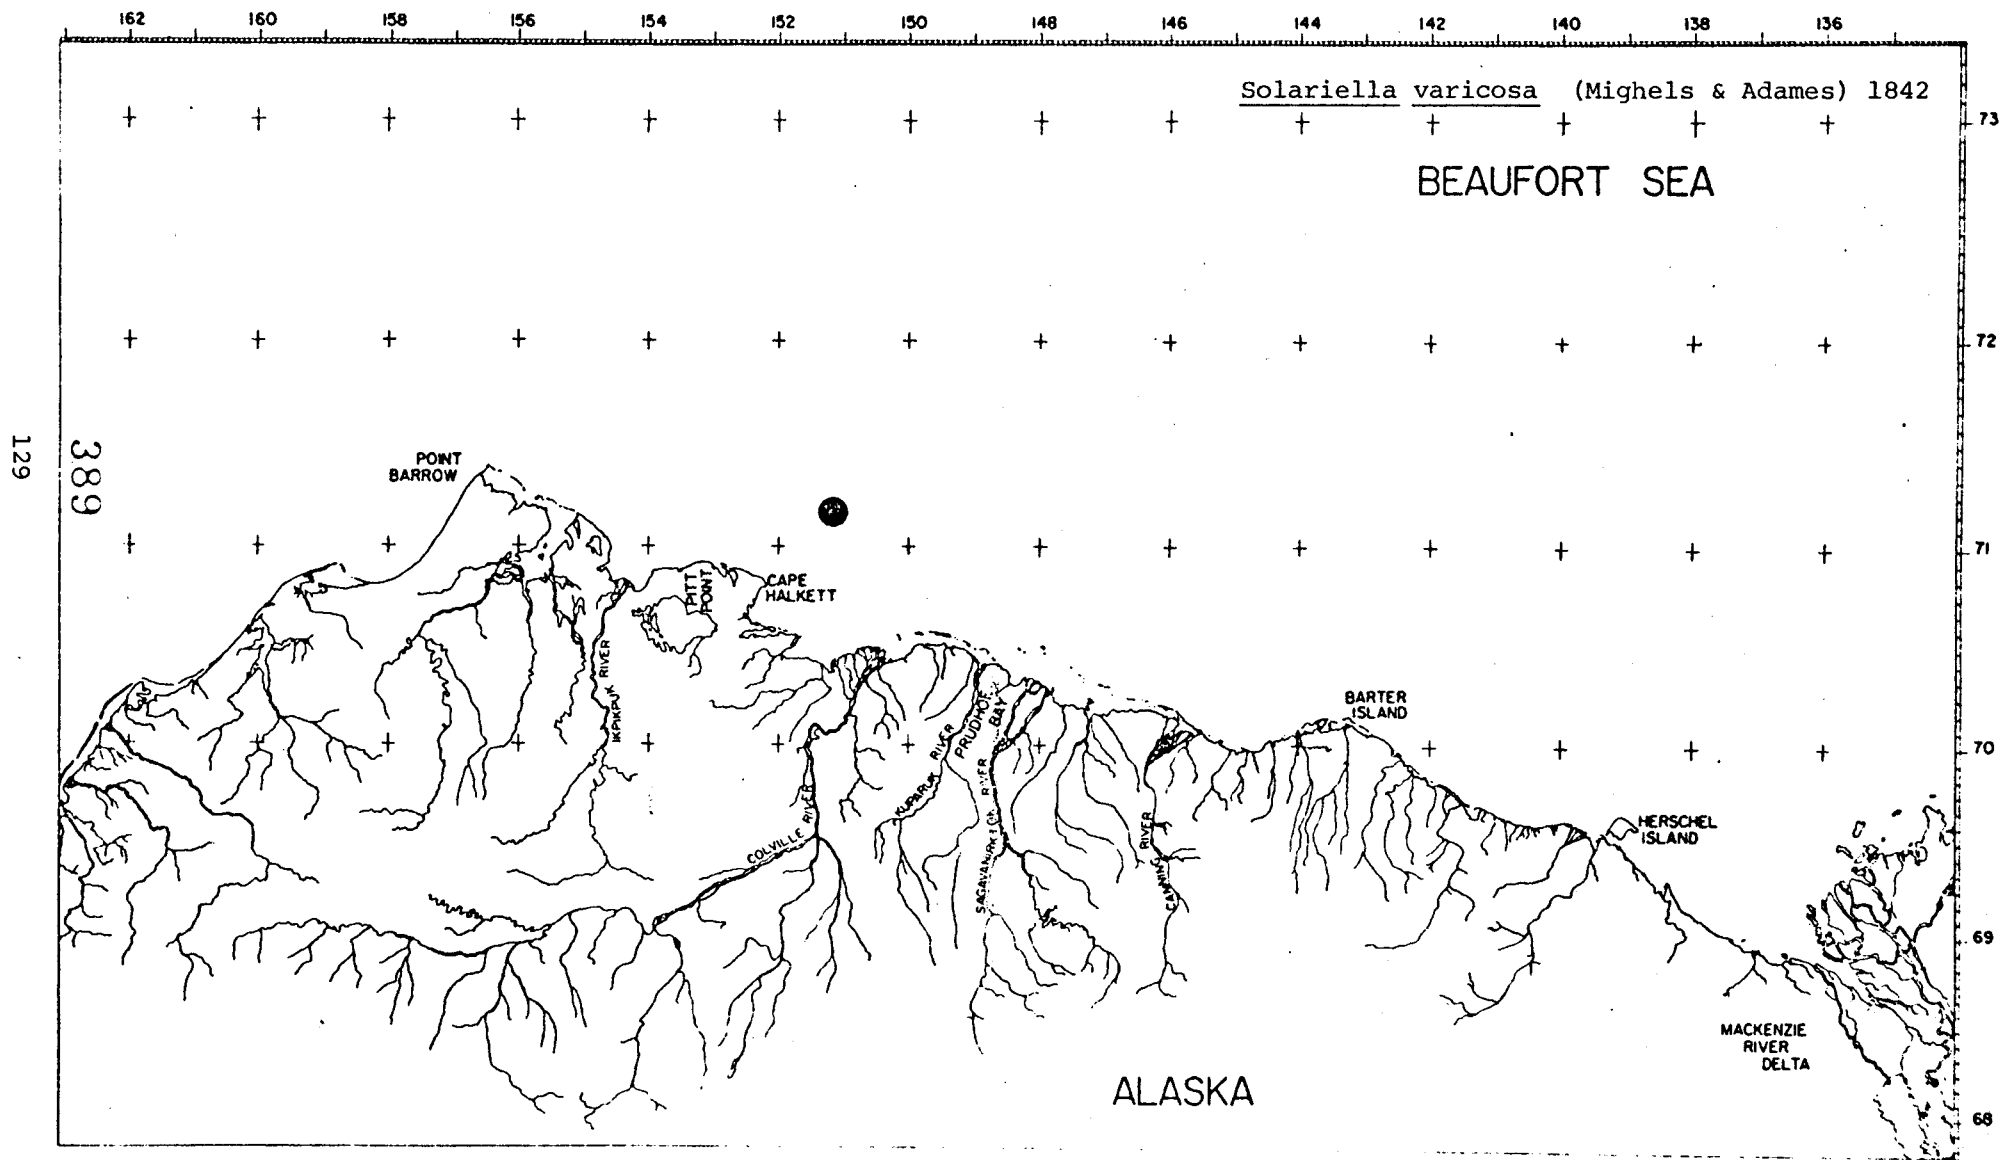 162 160 158 156 154 152 150 148 146 144 142 140 138 136
Solariella varicosa (Mighels & Adames) 1842
73
BEAUFORT SEA
72
129
389
POINT
BARROW
71
PITT
POINT
CAPE
HALKETT
IKPIKPUK RIVER
COLVILLE RIVER
KUPARUK RIVER
PRUDHOE
BAY
SAGAVANIRKTOK RIVER
CANNING RIVER
BARTER
ISLAND
70
HERSCHEL
ISLAND
69
MACKENZIE
RIVER
DELTA
ALASKA
68